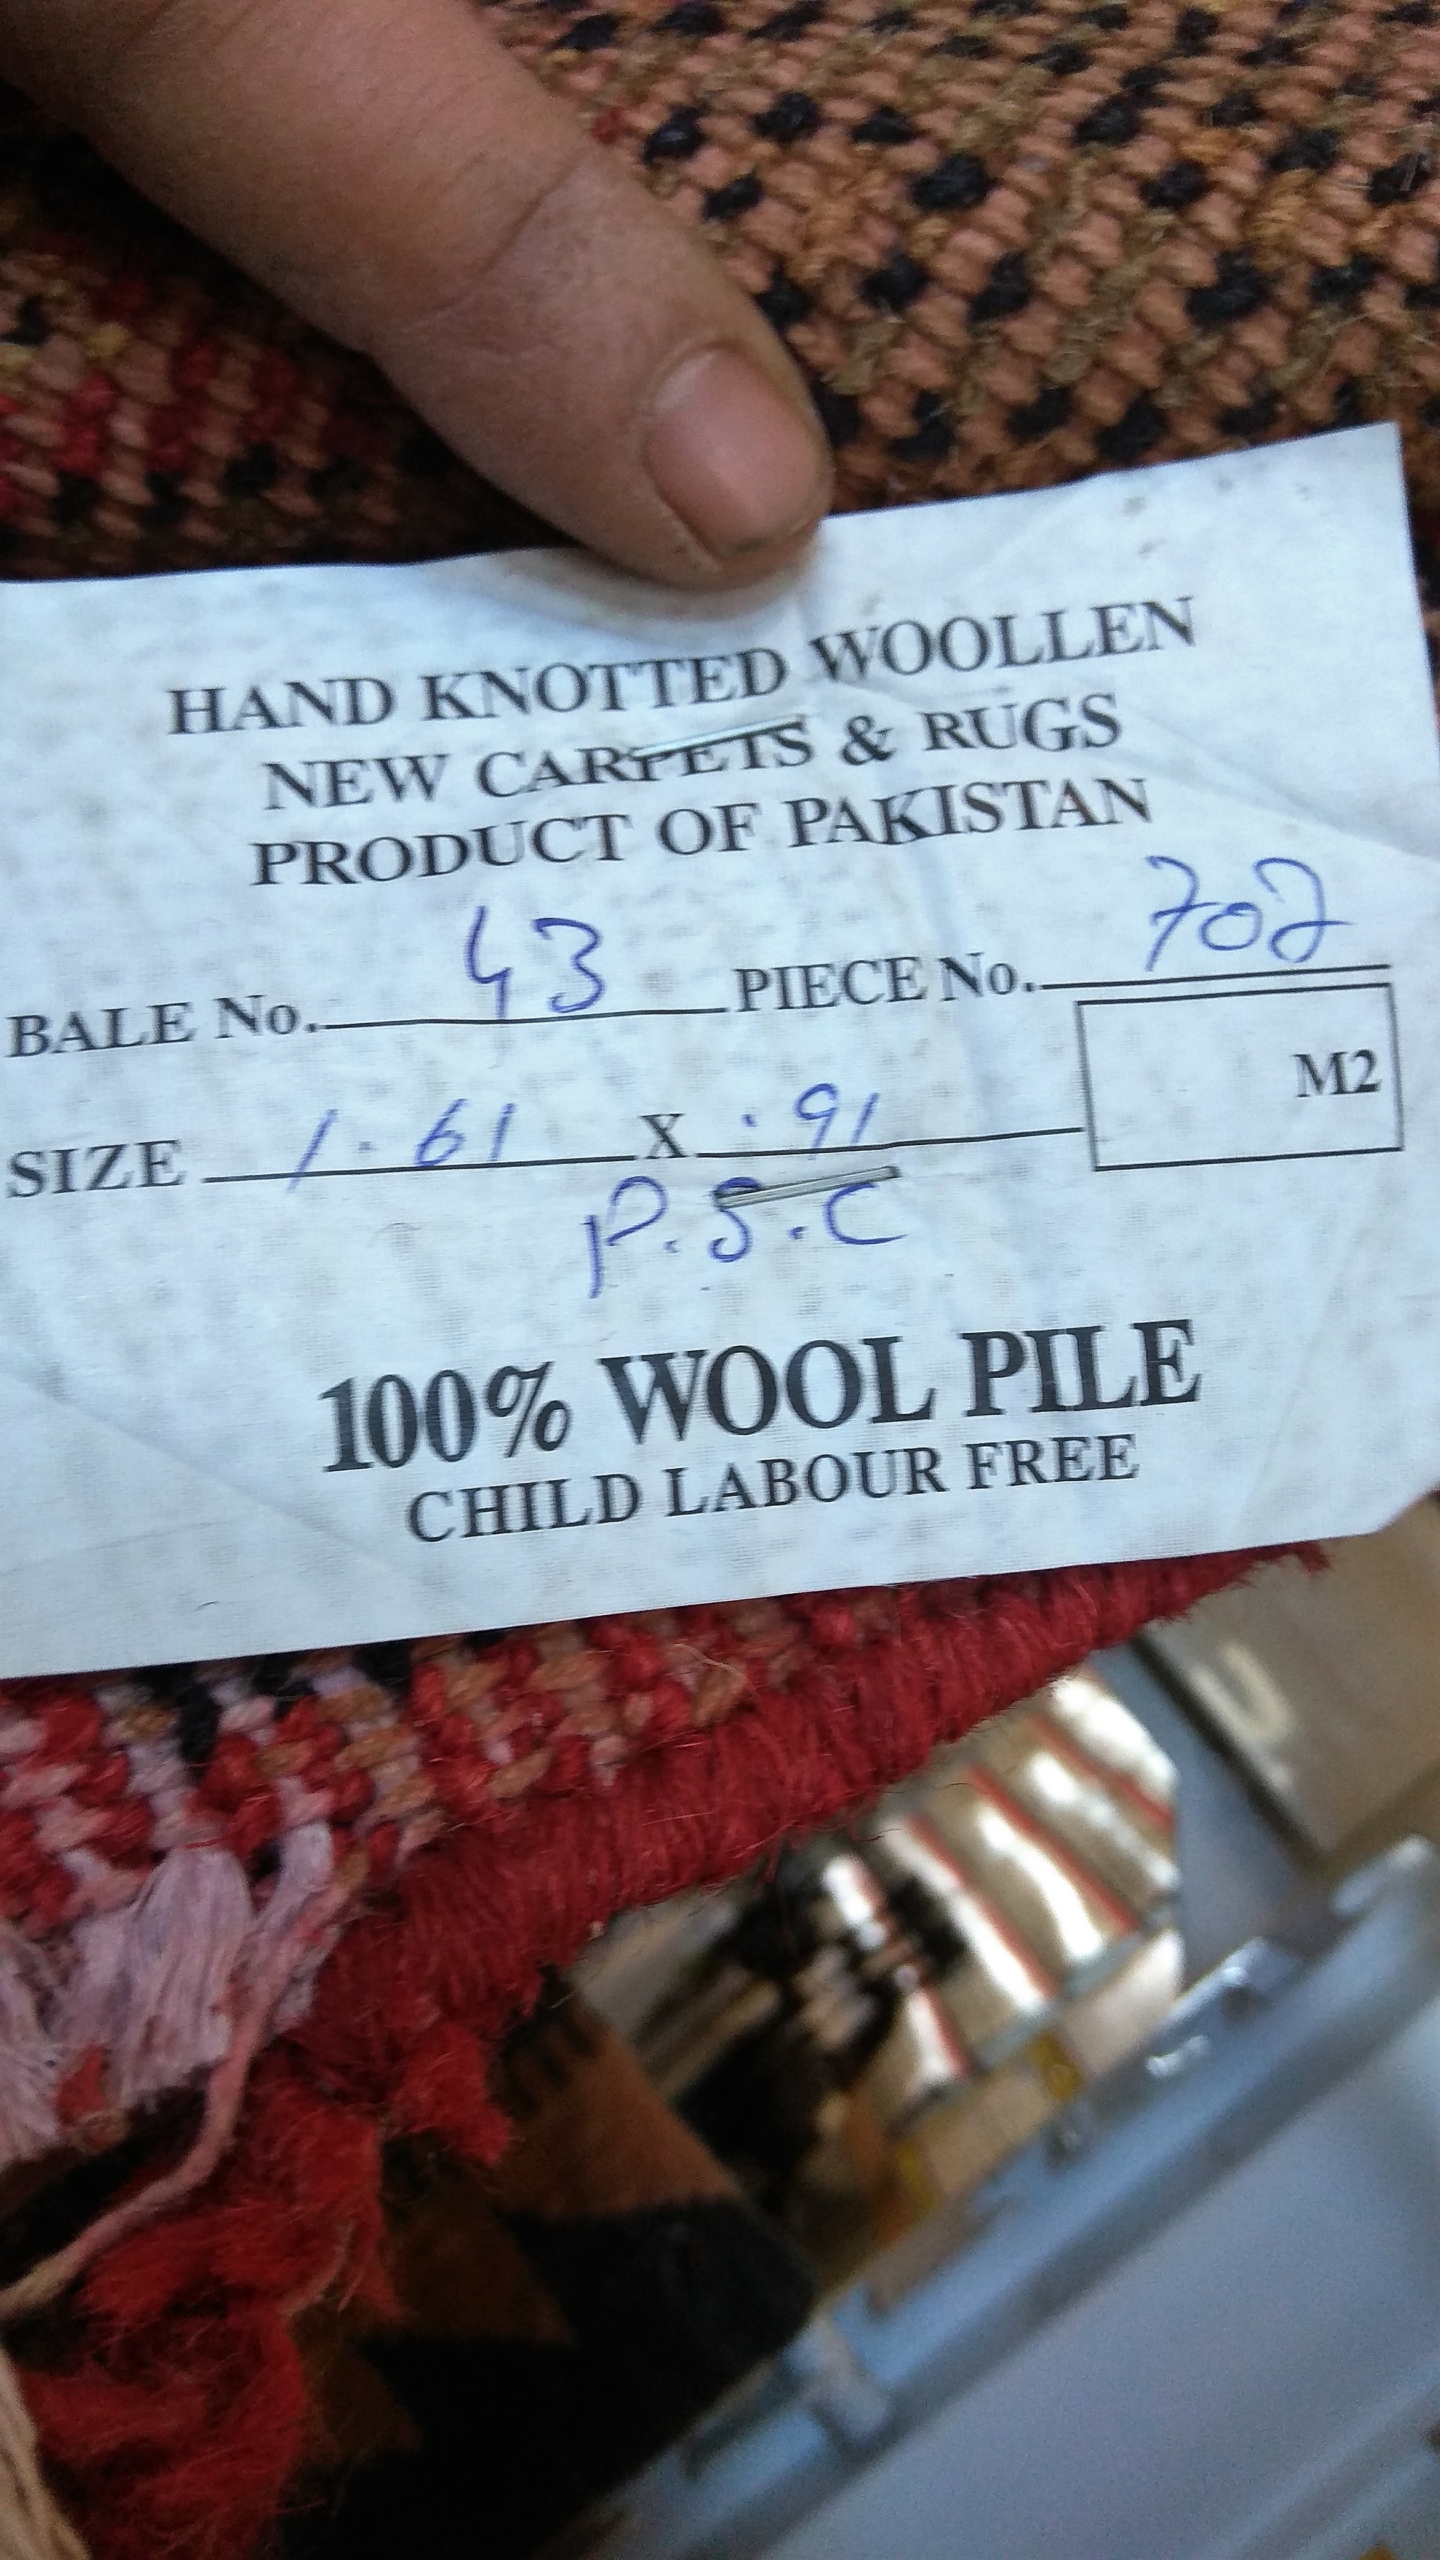 HAND KNOTTED WOOLLEN
NEW CARPETS & RUGS
PRODUCT OF PAKISTAN
BALE No. 43 PIECE No. 702
SIZE 1.61 X .91 M2
P.S.C
100% WOOL PILE
CHILD LABOUR FREE